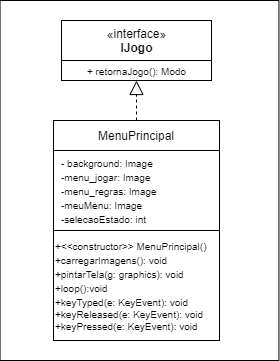 «interface»
IJogo
+ retornaJogo(): Modo
MenuPrincipal
- background: Image
-menu_jogar: Image
-menu_regras: Image
-meuMenu: Image
-selecaoEstado: int
+<<constructor>> MenuPrincipal()
+carregarImagens(): void
+pintarTela(g: graphics): void
+loop():void
+keyTyped(e: KeyEvent): void
+keyReleased(e: KeyEvent): void
+keyPressed(e: KeyEvent): void